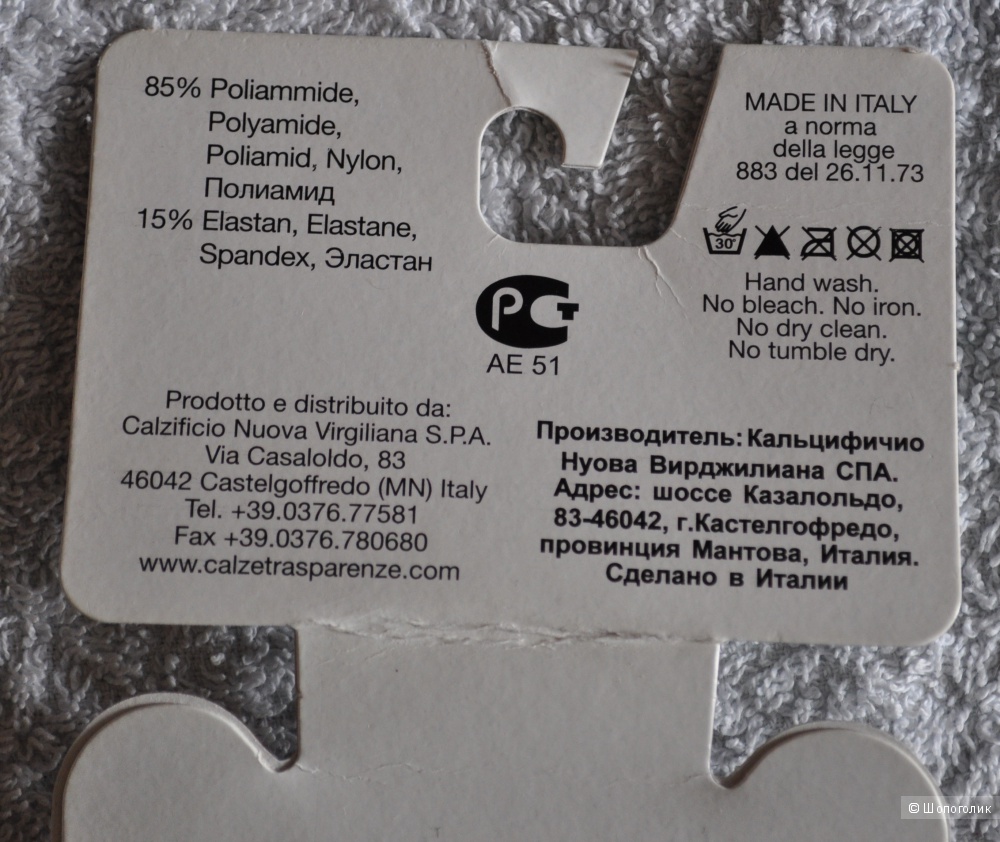 85% Poliammide,
Polyamide,
Poliamid, Nylon,
Полиамид
15% Elastan, Elastane,
Spandex, Эластан
MADE IN ITALY
a norma
della legge
883 del 26.11.73
30°
Hand wash.
No bleach. No iron.
No dry clean.
No tumble dry.
РСТ
AE 51
Prodotto e distribuito da:
Calzificio Nuova Virgiliana S.P.A.
Via Casaloldo, 83
46042 Castelgoffredo (MN) Italy
Tel. +39.0376.77581
Fax +39.0376.780680
www.calzetrasparenze.com
Производитель: Кальцифичио
Нуова Вирджилиана СПА.
Адрес: шоссе Казалольдо,
83-46042, г.Кастелгофредо,
провинция Мантова, Италия.
Сделано в Италии
© Шопоголик